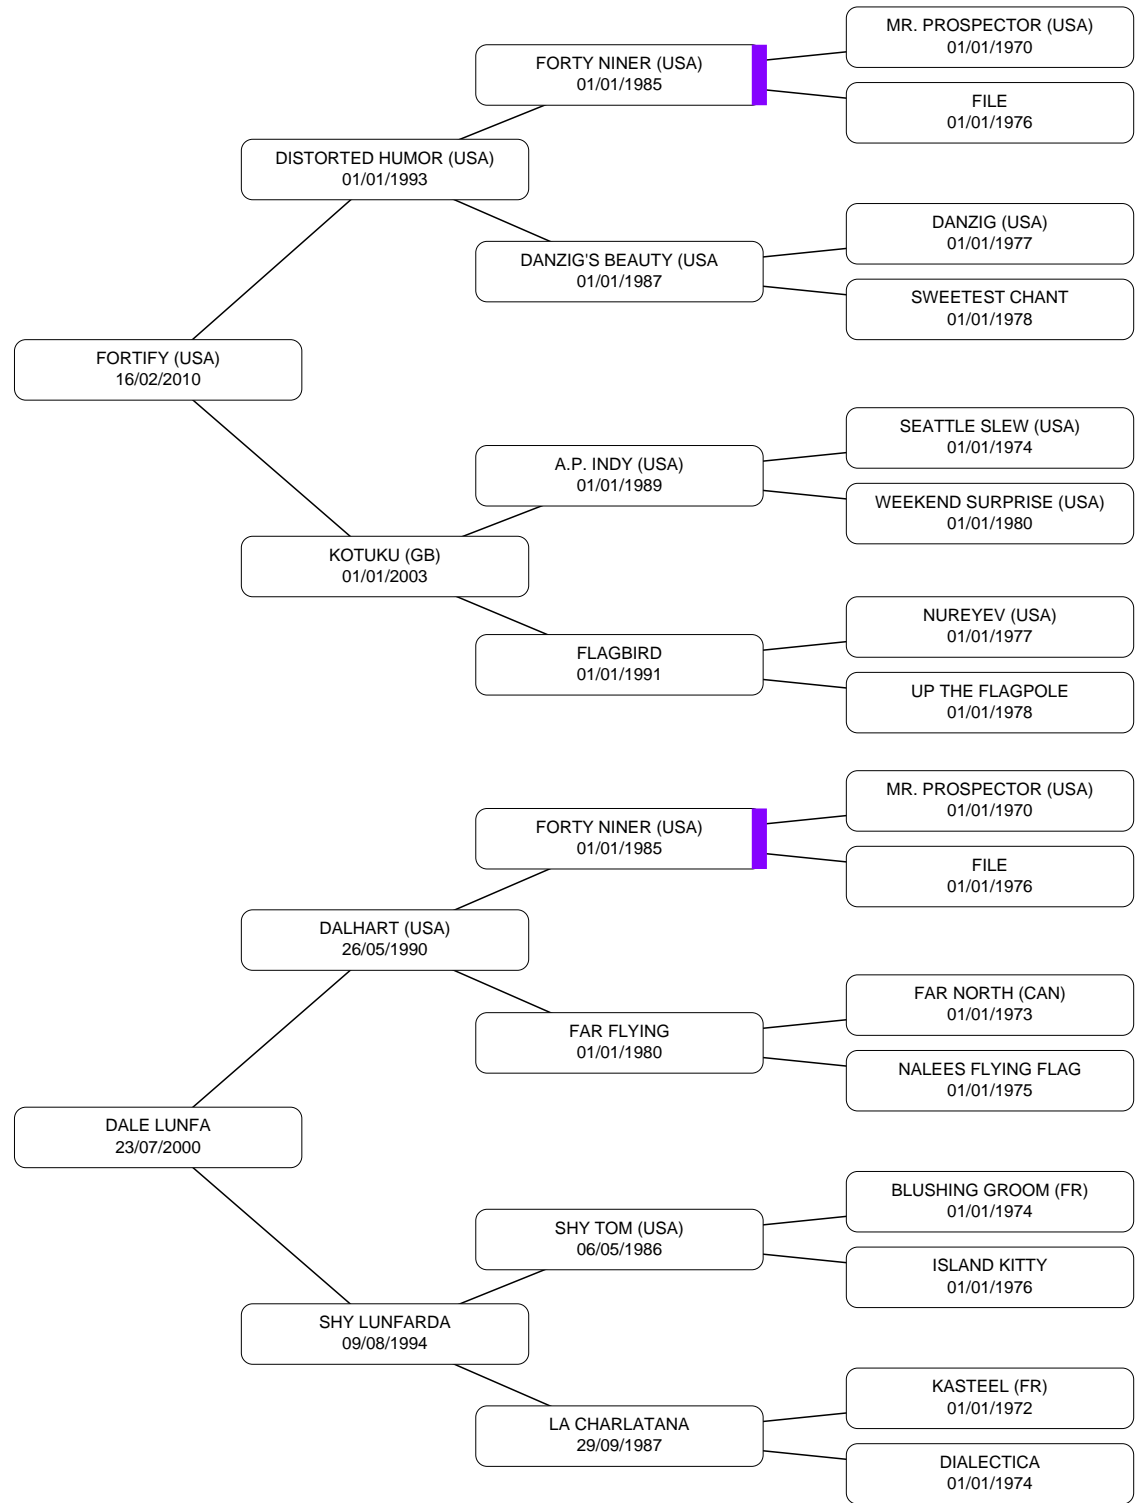 MR. PROSPECTOR (USA)
01/01/1970
FORTY NINER (USA)
01/01/1985
FILE
01/01/1976
DISTORTED HUMOR (USA)
01/01/1993
DANZIG (USA)
01/01/1977
DANZIG'S BEAUTY (USA
01/01/1987
SWEETEST CHANT
01/01/1978
FORTIFY (USA)
16/02/2010
SEATTLE SLEW (USA)
01/01/1974
A.P. INDY (USA)
01/01/1989
WEEKEND SURPRISE (USA)
01/01/1980
KOTUKU (GB)
01/01/2003
NUREYEV (USA)
01/01/1977
FLAGBIRD
01/01/1991
UP THE FLAGPOLE
01/01/1978
MR. PROSPECTOR (USA)
01/01/1970
FORTY NINER (USA)
01/01/1985
FILE
01/01/1976
DALHART (USA)
26/05/1990
FAR NORTH (CAN)
01/01/1973
FAR FLYING
01/01/1980
NALEES FLYING FLAG
01/01/1975
DALE LUNFA
23/07/2000
BLUSHING GROOM (FR)
01/01/1974
SHY TOM (USA)
06/05/1986
ISLAND KITTY
01/01/1976
SHY LUNFARDA
09/08/1994
KASTEEL (FR)
01/01/1972
LA CHARLATANA
29/09/1987
DIALECTICA
01/01/1974